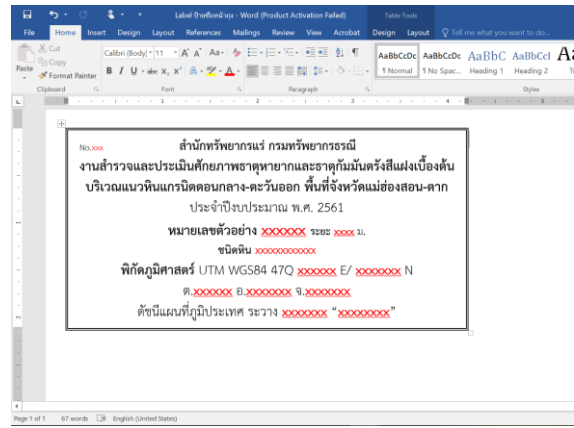 Label ป้ายชื่อหน้าถุง - Word (Product Activation Failed)
Table Tools
File Home Insert Design Layout References Mailings Review View Acrobat Design Layout Tell me what you want to do...
Cut
Copy
Format Painter
Paste
Calibri (Body) 11
AaBbCcDc AaBbCcDc AaBbC AaBbCcI
¶ Normal ¶ No Spac... Heading 1 Heading 2
Clipboard Font Paragraph Styles
No.xxx
สำนักทรัพยากรแร่ กรมทรัพยากรธรณี
งานสำรวจและประเมินศักยภาพธาตุหายากและธาตุกัมมันตรังสีแฝงเบื้องต้น
บริเวณแนวหินแกรนิตตอนกลาง-ตะวันออก พื้นที่จังหวัดแม่ฮ่องสอน-ตาก
ประจำปีงบประมาณ พ.ศ. 2561
หมายเลขตัวอย่าง xxxxxx ระยะ xxxx ม.
ชนิดหิน xxxxxxxxxxxx
พิกัดภูมิศาสตร์ UTM WGS84 47Q xxxxxx E/ xxxxxxx N
ต.xxxxxx อ.xxxxxxx จ.xxxxxxx
ดัชนีแผนที่ภูมิประเทศ ระวาง xxxxxxx “xxxxxxxx”
Page 1 of 1 67 words English (United States)